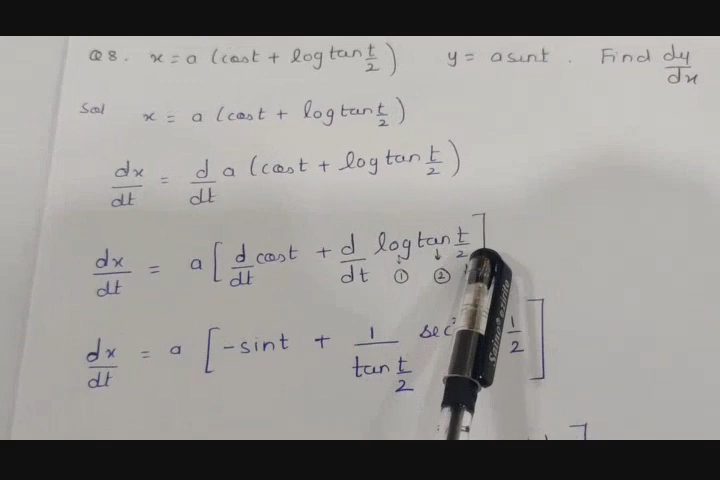 Q8. x = a (cost + log tan t/2) y = a sint. Find dy/dx
Sol x = a (cost + log tan t/2)
dx/dt = d/dt a (cost + log tan t/2)
dx/dt = a [ d/dt cost + d/dt log tan t/2 ]
① ②
dx/dt = a [ -sint + 1/(tan t/2) sec² 1/2 ]